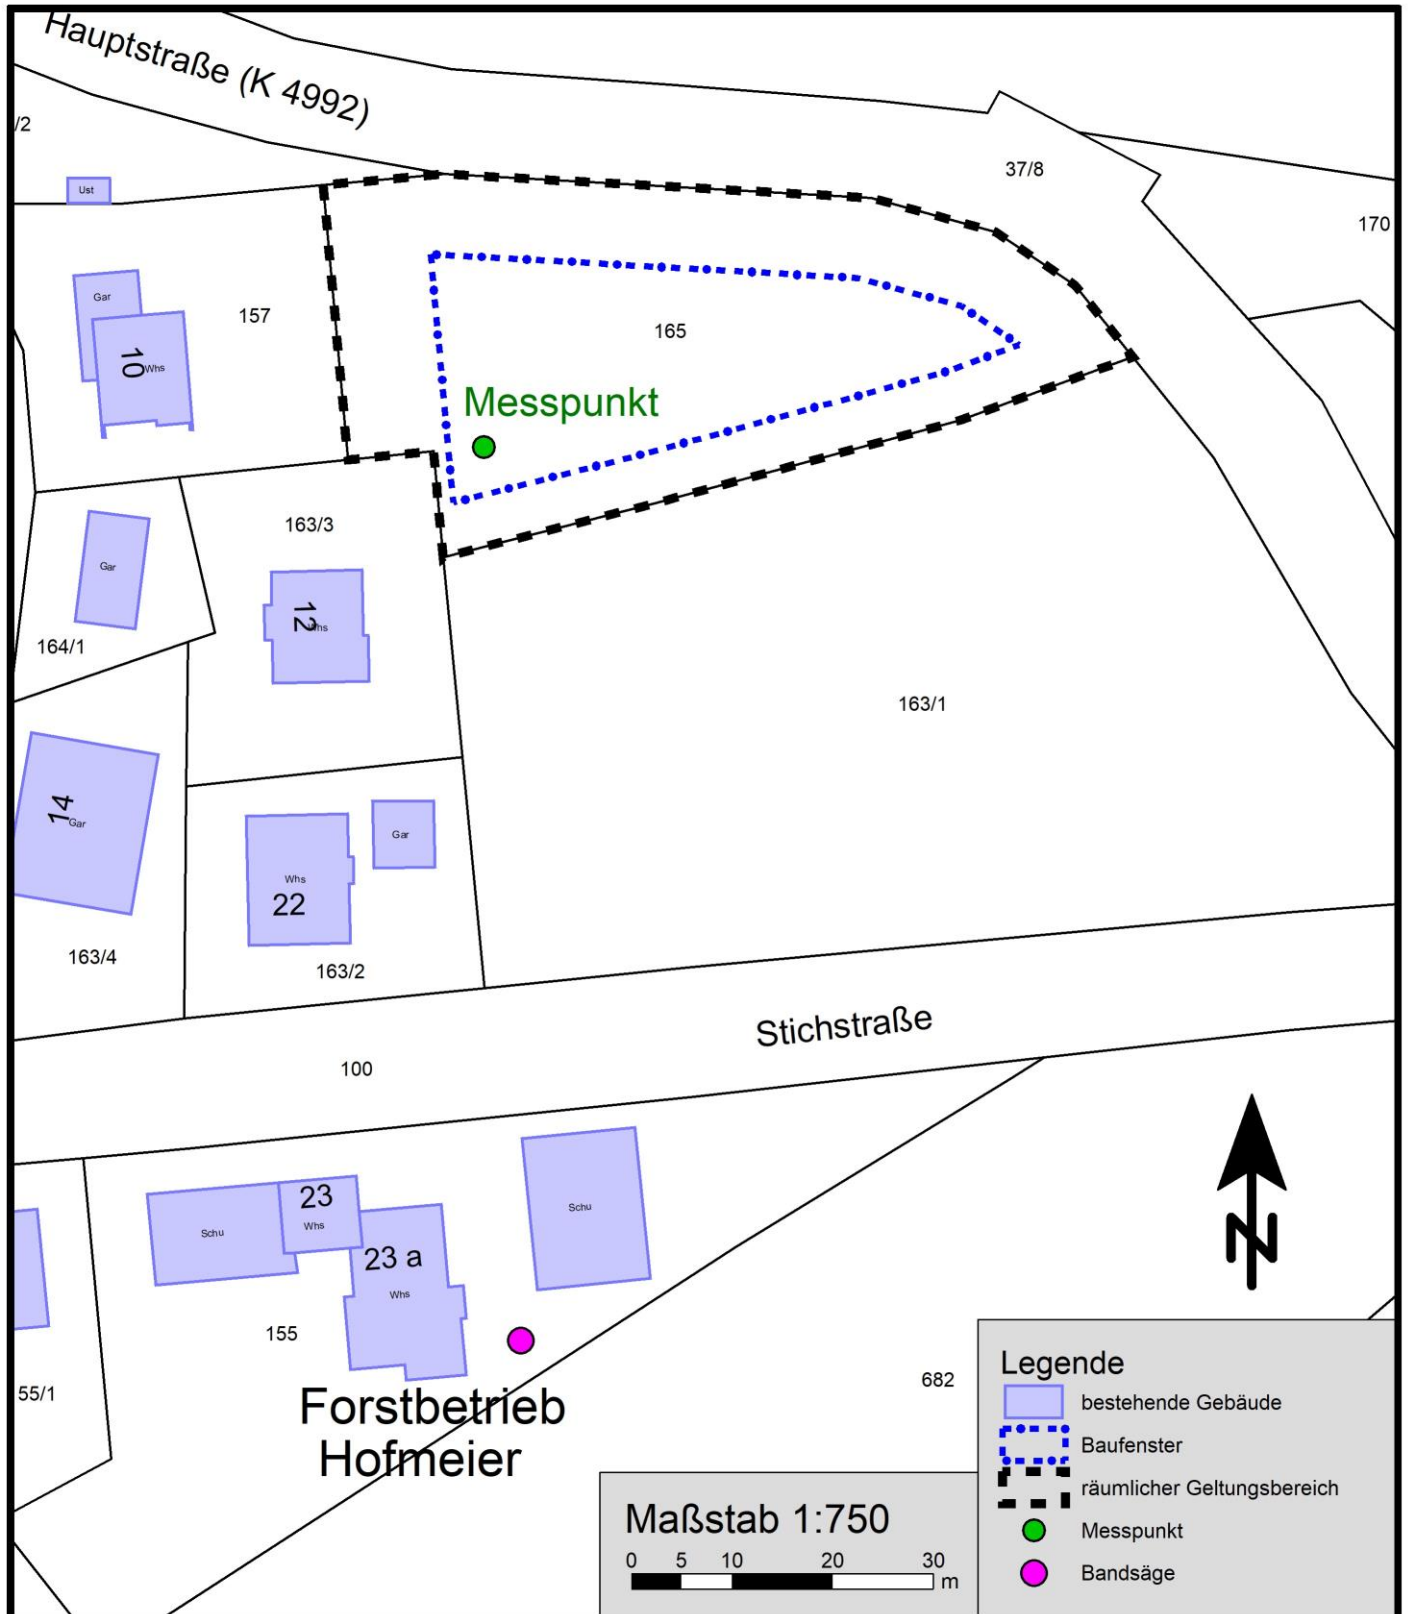 Hauptstraße (K 4992)
/2
37/8
Ust
170
Gar
157
165
10
Whs
Messpunkt
163/3
Gar
12
Whs
164/1
163/1
14
Gar
Gar
Whs
22
163/4
163/2
Stichstraße
100
23
Whs
Schu
Schu
23 a
Whs
155
55/1
682
Forstbetrieb
Hofmeier
N
Legende
bestehende Gebäude
Baufenster
räumlicher Geltungsbereich
Messpunkt
Bandsäge
Maßstab 1:750
0 5 10 20 30
m